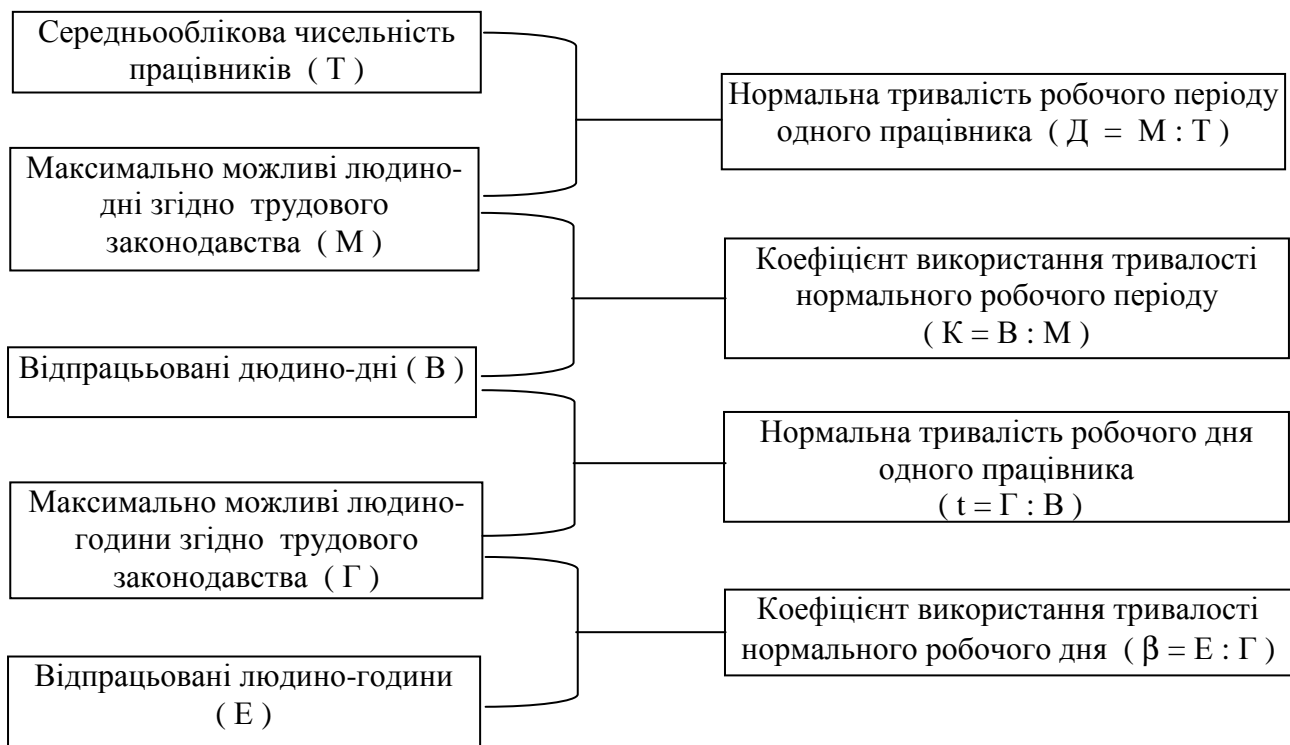 Середньооблікова чисельність
працівників ( Т )
Максимально можливі людино-
дні згідно трудового
законодавства ( М )
Відпрацььовані дюдино-дні ( В )
Максимально можливі людино-
години згідно трудового
законодавства ( Г )
Відпрацьовані людино-години
( Е )
Нормальна тривалість робочого періоду
одного працівника ( Д = М : Т )
Коефіцієнт використання тривалості
нормального робочого періоду
( К = В : М )
Нормальна тривалість робочого дня
одного працівника
( t = Г : В )
Коефіцієнт використання тривалості
нормального робочого дня ( β = Е : Г )